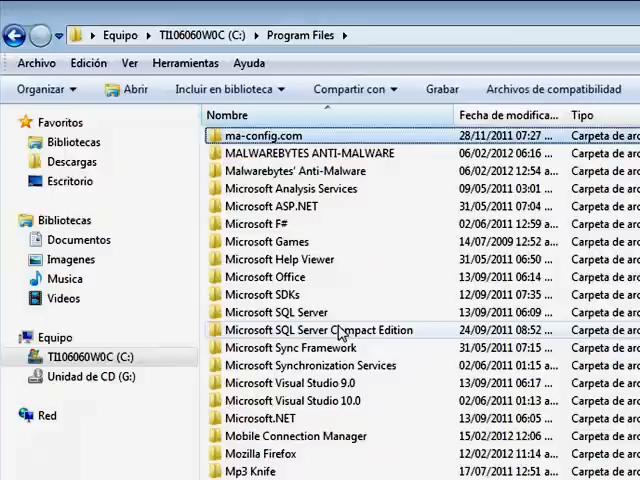 Equipo TI106060W0C (C:) Program Files
Archivo Edición Ver Herramientas Ayuda
Organizar Abrir Incluir en biblioteca Compartir con Grabar Archivos de compatibilidad
Nombre Fecha de modifica... Tipo
Favoritos
Bibliotecas
Descargas
Escritorio
Bibliotecas
Documentos
Imagenes
Musica
Videos
Equipo
TI106060W0C (C:)
Unidad de CD (G:)
Red
ma-config.com 28/11/2011 07:27 ... Carpeta de arc
MALWAREBYTES ANTI-MALWARE 06/02/2012 06:16 ... Carpeta de arc
Malwarebytes' Anti-Malware 06/02/2012 12:54 a... Carpeta de arc
Microsoft Analysis Services 09/05/2011 03:01 ... Carpeta de arc
Microsoft ASP.NET 31/05/2011 07:04 ... Carpeta de arc
Microsoft F# 02/06/2011 12:59 a... Carpeta de arc
Microsoft Games 14/07/2009 12:52 a... Carpeta de arc
Microsoft Help Viewer 31/05/2011 06:50 ... Carpeta de arc
Microsoft Office 13/09/2011 06:14 ... Carpeta de arc
Microsoft SDKs 12/09/2011 07:35 ... Carpeta de arc
Microsoft SQL Server 13/09/2011 06:09 ... Carpeta de arc
Microsoft SQL Server Compact Edition 24/09/2011 08:52 ... Carpeta de arc
Microsoft Sync Framework 31/05/2011 07:15 ... Carpeta de arc
Microsoft Synchronization Services 02/06/2011 01:15 a... Carpeta de arc
Microsoft Visual Studio 9.0 13/09/2011 06:17 ... Carpeta de arc
Microsoft Visual Studio 10.0 02/06/2011 01:13 a... Carpeta de arc
Microsoft.NET 13/09/2011 06:05 ... Carpeta de arc
Mobile Connection Manager 15/02/2012 12:06 ... Carpeta de arc
Mozilla Firefox 12/02/2012 11:14 a... Carpeta de arc
Mp3 Knife 17/07/2011 12:51 a... Carpeta de arc